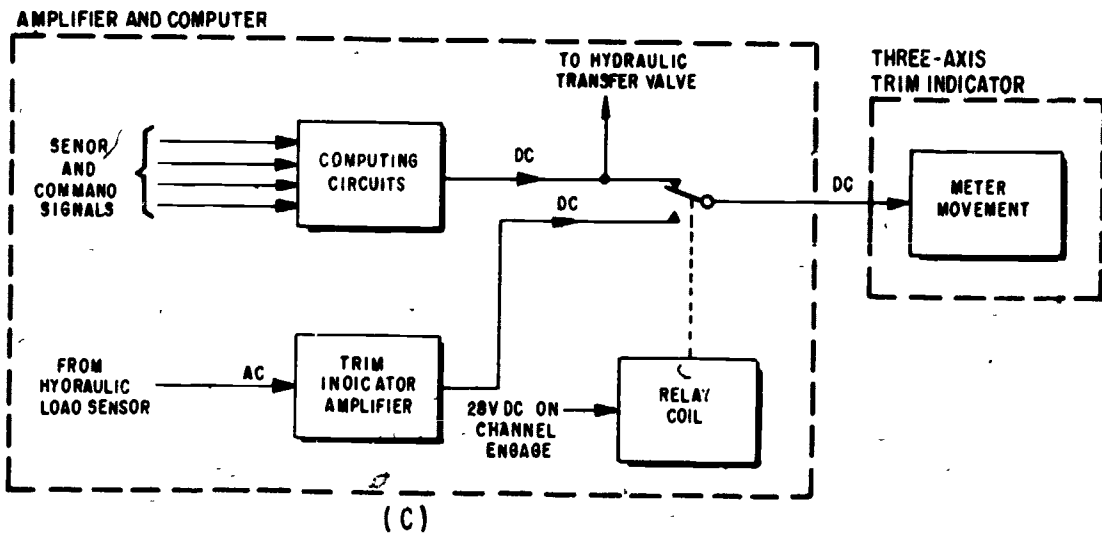 AMPLIFIER AND COMPUTER
TO HYDRAULIC
TRANSFER VALVE
THREE-AXIS
TRIM INDICATOR
SENOR
AND
COMMANO
SIGNALS
COMPUTING
CIRCUITS
DC
DC
DC
METER
MOVEMENT
FROM
HYORAULIC
LOAO SENSOR
AC
TRIM
INDICATOR
AMPLIFIER
28V DC ON
CHANNEL
ENGAGE
RELAY
COIL
(C)